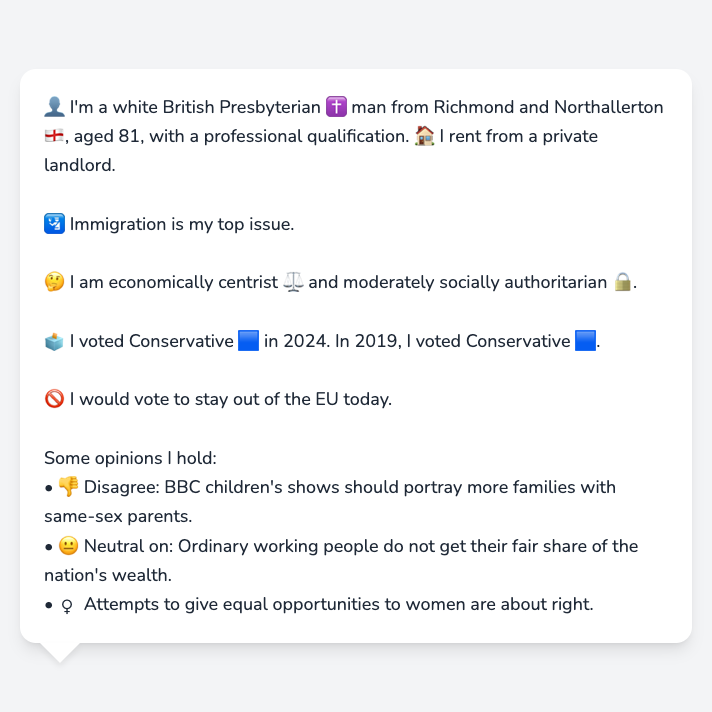 👤 I'm a white British Presbyterian ✝️ man from Richmond and Northallerton
🏴󠁧󠁢󠁥󠁮󠁧󠁿, aged 81, with a professional qualification. 🏠 I rent from a private
landlord.
🛂 Immigration is my top issue.
🤔 I am economically centrist ⚖️ and moderately socially authoritarian 🔒.
🗳️ I voted Conservative 🟦 in 2024. In 2019, I voted Conservative 🟦.
🚫 I would vote to stay out of the EU today.
Some opinions I hold:
• 👎 Disagree: BBC children's shows should portray more families with
same-sex parents.
• 😐 Neutral on: Ordinary working people do not get their fair share of the
nation's wealth.
• ♀ Attempts to give equal opportunities to women are about right.